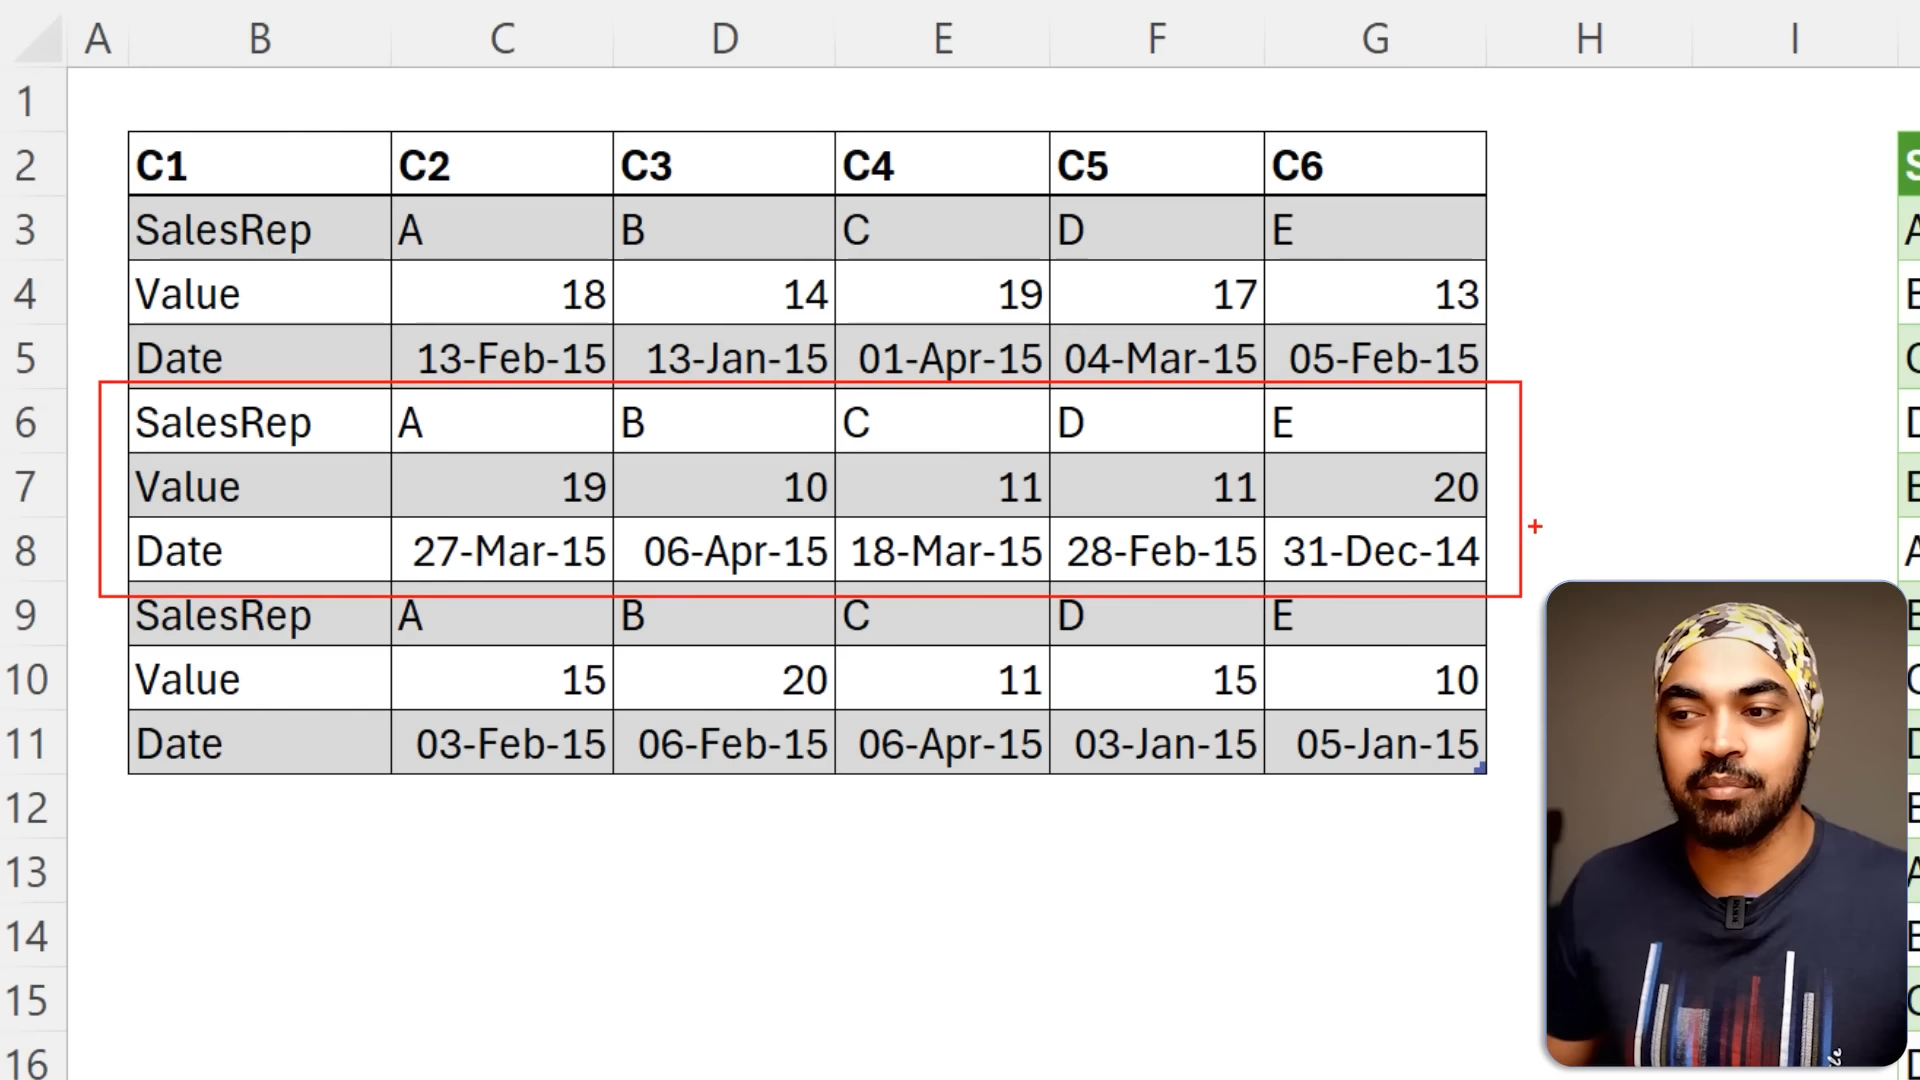 A B C D E F G H I
1
2 C1 C2 C3 C4 C5 C6 S
3 SalesRep A B C D E A
4 Value 18 14 19 17 13
5 Date 13-Feb-15 13-Jan-15 01-Apr-15 04-Mar-15 05-Feb-15
6 SalesRep A B C D E
7 Value 19 10 11 11 20
8 Date 27-Mar-15 06-Apr-15 18-Mar-15 28-Feb-15 31-Dec-14 A
9 SalesRep A B C D E
10 Value 15 20 11 15 10
11 Date 03-Feb-15 06-Feb-15 06-Apr-15 03-Jan-15 05-Jan-15
12
13
14
15
16